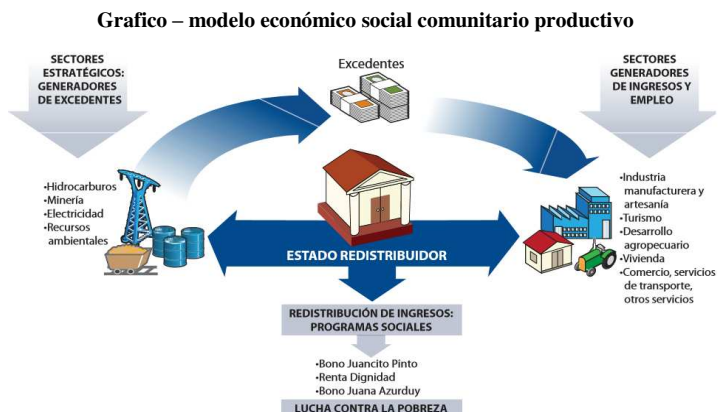 Grafico – modelo económico social comunitario productivo
SECTORES
ESTRATÉGICOS:
GENERADORES
DE EXCEDENTES
Excedentes
SECTORES
GENERADORES
DE INGRESOS Y
EMPLEO
•Hidrocarburos
•Minería
•Electricidad
•Recursos
ambientales
•Industria
manufacturera y
artesanía
•Turismo
•Desarrollo
agropecuario
•Vivienda
•Comercio, servicios
de transporte,
otros servicios
ESTADO REDISTRIBUIDOR
REDISTRIBUCIÓN DE INGRESOS:
PROGRAMAS SOCIALES
•Bono Juancito Pinto
•Renta Dignidad
•Bono Juana Azurduy
LUCHA CONTRA LA POBREZA